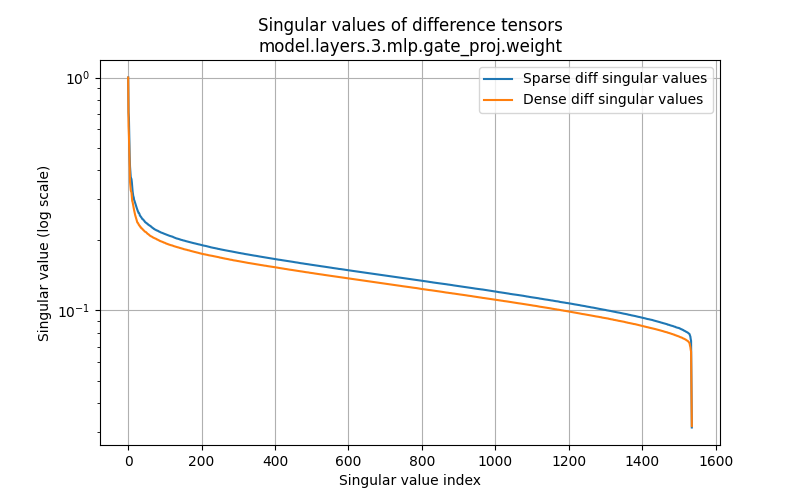 Singular values of difference tensors
model.layers.3.mlp.gate_proj.weight
Sparse diff singular values
Dense diff singular values
Singular value (log scale)
10⁰
10⁻¹
0 200 400 600 800 1000 1200 1400 1600
Singular value index